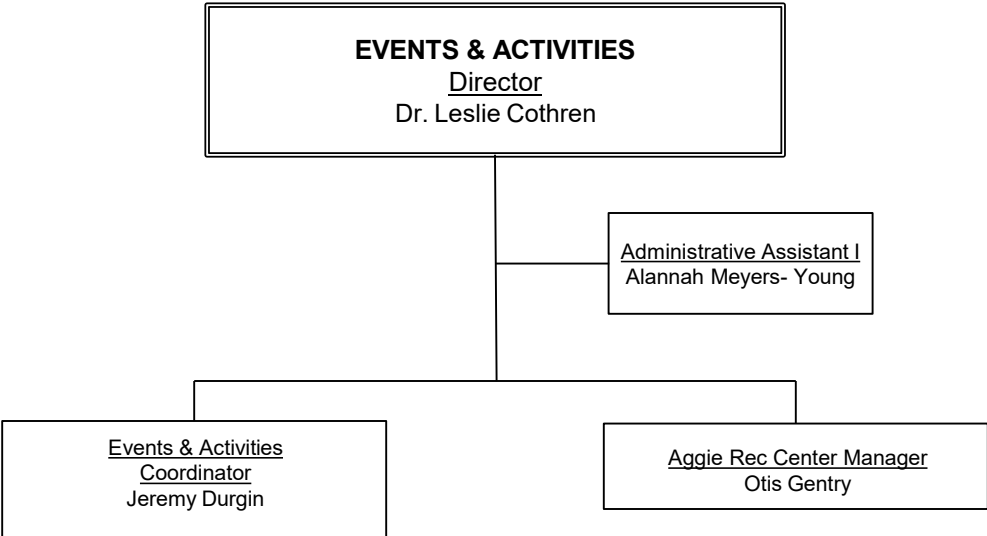 EVENTS & ACTIVITIES
Director
Dr. Leslie Cothren
Administrative Assistant I
Alannah Meyers- Young
Events & Activities
Coordinator
Jeremy Durgin
Aggie Rec Center Manager
Otis Gentry